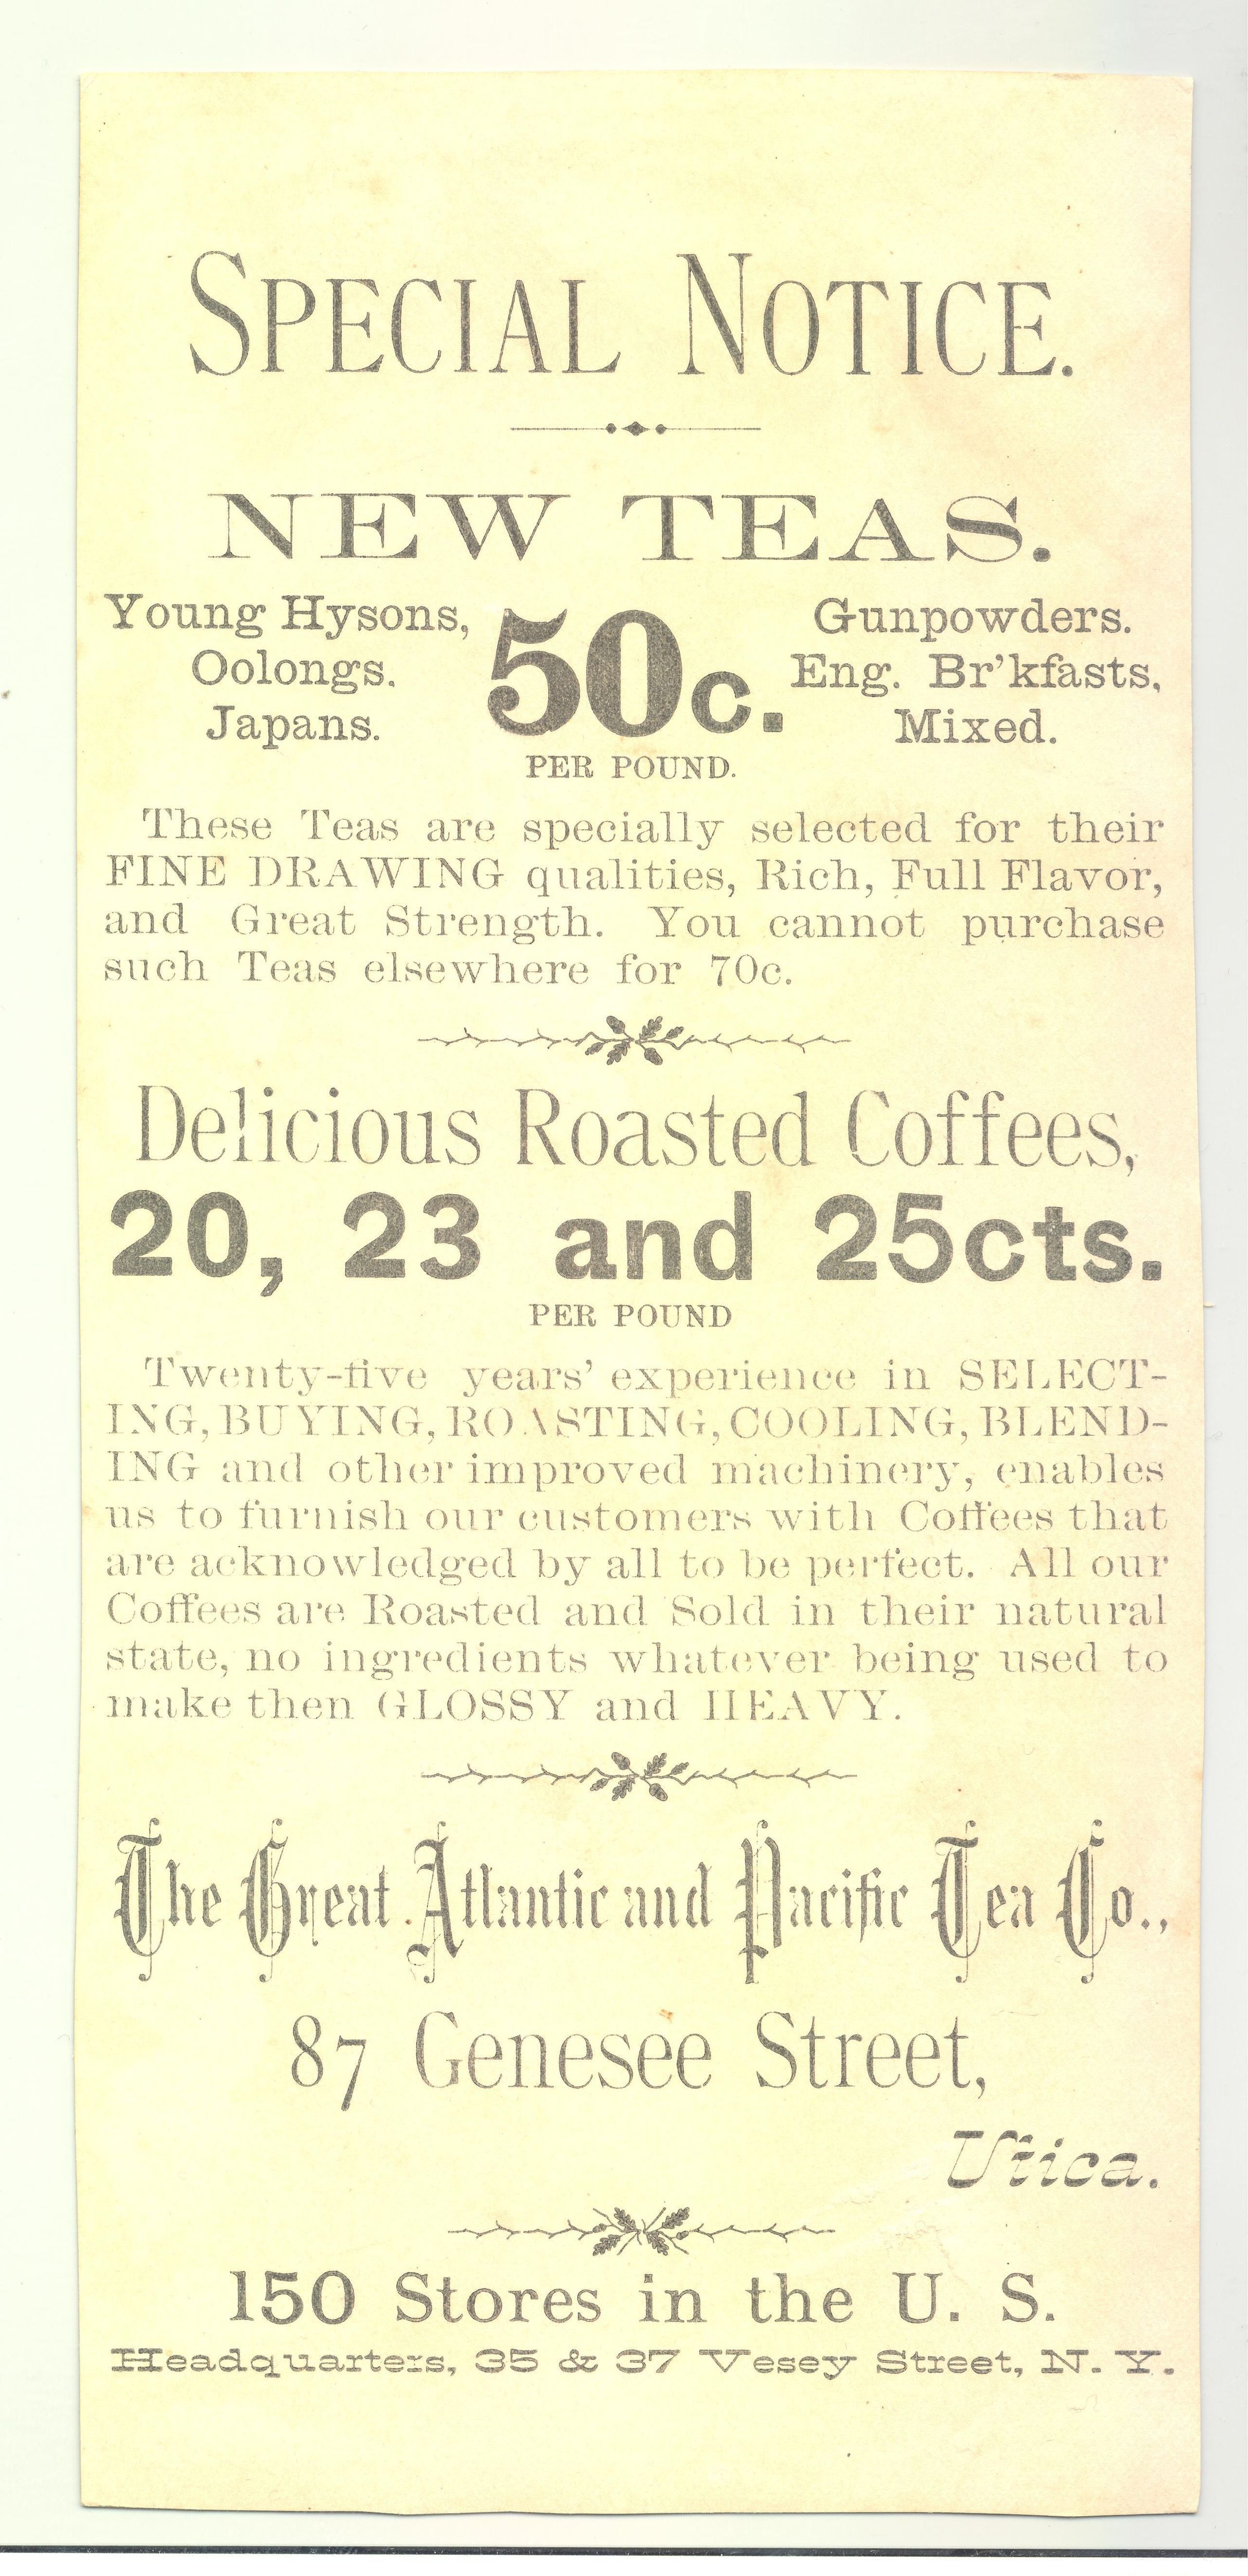 SPECIAL NOTICE.
NEW TEAS.
Young Hysons,
Oolongs.
Japans.
50c.
PER POUND.
Gunpowders.
Eng. Br'kfasts,
Mixed.
These Teas are specially selected for their
FINE DRAWING qualities, Rich, Full Flavor,
and Great Strength. You cannot purchase
such Teas elsewhere for 70c.
Delicious Roasted Coffees,
20, 23 and 25cts.
PER POUND
Twenty-five years' experience in SELECT-
ING, BUYING, ROASTING, COOLING, BLEND-
ING and other improved machinery, enables
us to furnish our customers with Coffees that
are acknowledged by all to be perfect. All our
Coffees are Roasted and Sold in their natural
state, no ingredients whatever being used to
make then GLOSSY and HEAVY.
The Great Atlantic and Pacific Tea Co.,
87 Genesee Street,
Utica.
150 Stores in the U. S.
Headquarters, 35 & 37 Vesey Street, N. Y.